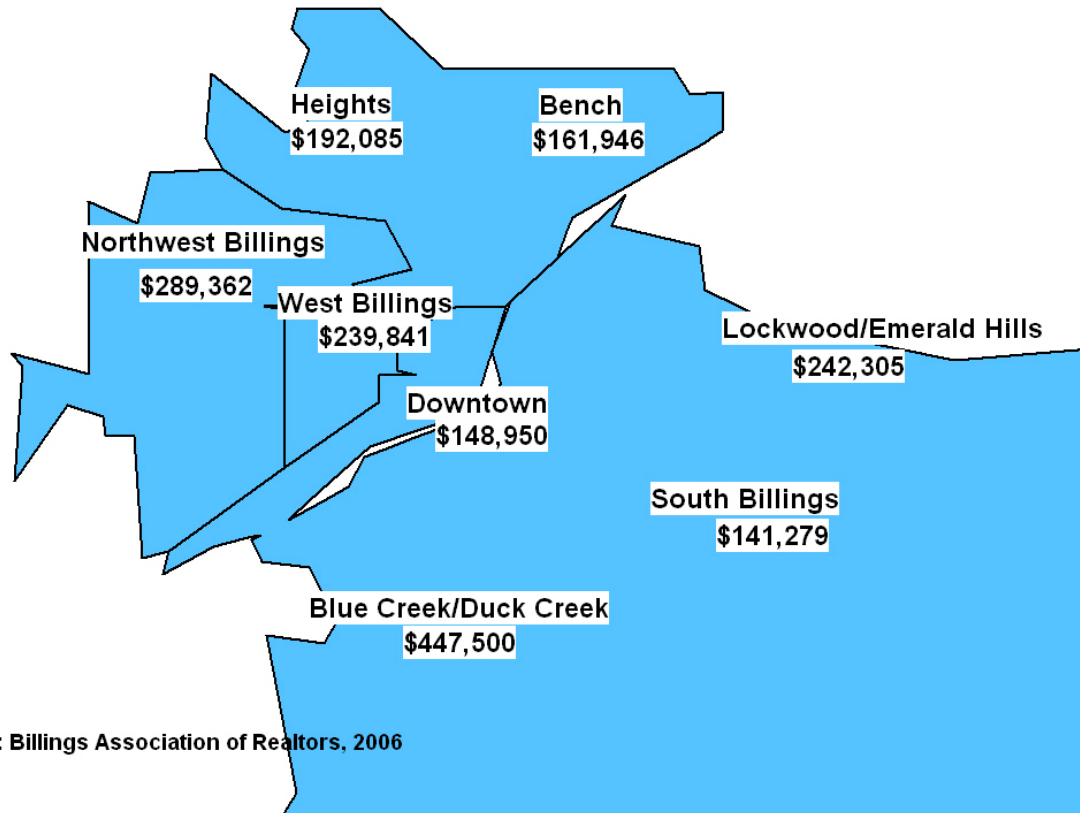 Heights
$192,085
Bench
$161,946
Northwest Billings
$289,362
West Billings
$239,841
Lockwood/Emerald Hills
$242,305
Downtown
$148,950
South Billings
$141,279
Blue Creek/Duck Creek
$447,500
: Billings Association of Realtors, 2006